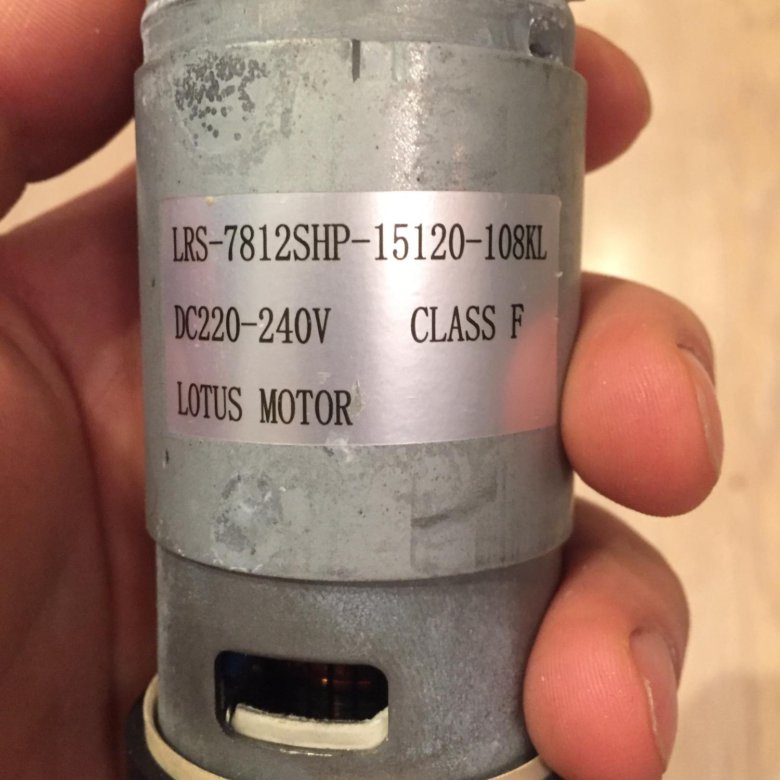 LRS-7812SHP-15120-108KL
DC220-240V CLASS F
LOTUS MOTOR